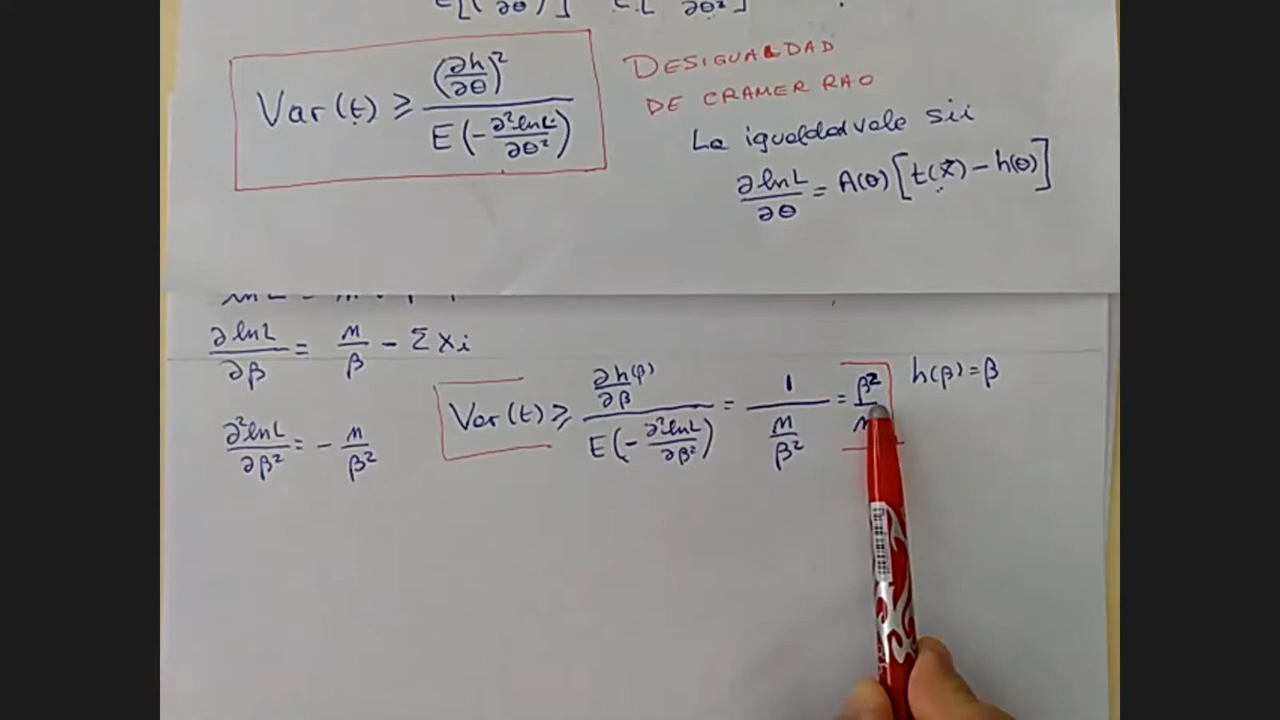 E[(∂ / ∂θ)] E[ / ∂θ²]
Var(t) ≥ (∂h/∂θ)² / E(-∂²lnL/∂θ²)
DESIGUALDAD
DE CRAMER RAO
La igualdad vale sii
∂lnL/∂θ = A(θ)[t(x⃗) - h(θ)]
∂lnL/∂β = n/β - Σxi
∂²lnL/∂β² = - n/β²
Var(t) ≥ ∂h(β)/∂β / E(-∂²lnL/∂β²) = 1 / (n/β²) = β²/n
h(β)=β